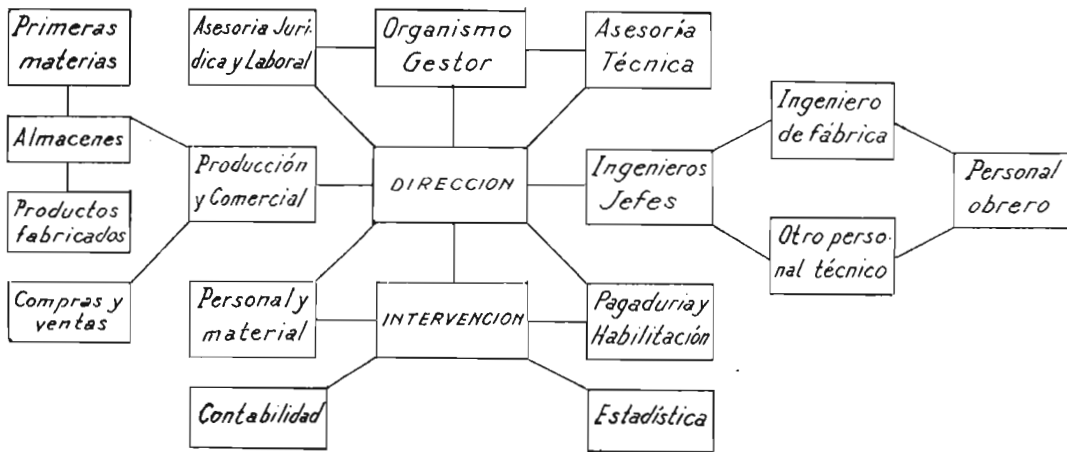 Primeras
materias
Asesoria Jurí
dica y Laboral
Organismo
Gestor
Asesoría
Técnica
Ingeniero
de fábrica
Almacenes
Producción
y Comercial
DIRECCION
Ingenieros
Jefes
Personal
obrero
Productos
fabricados
Otro perso-
nal técnico
Compras y
ventas
Personal y
material
INTERVENCION
Pagaduria y
Habilitación
Contabilidad
Estadística